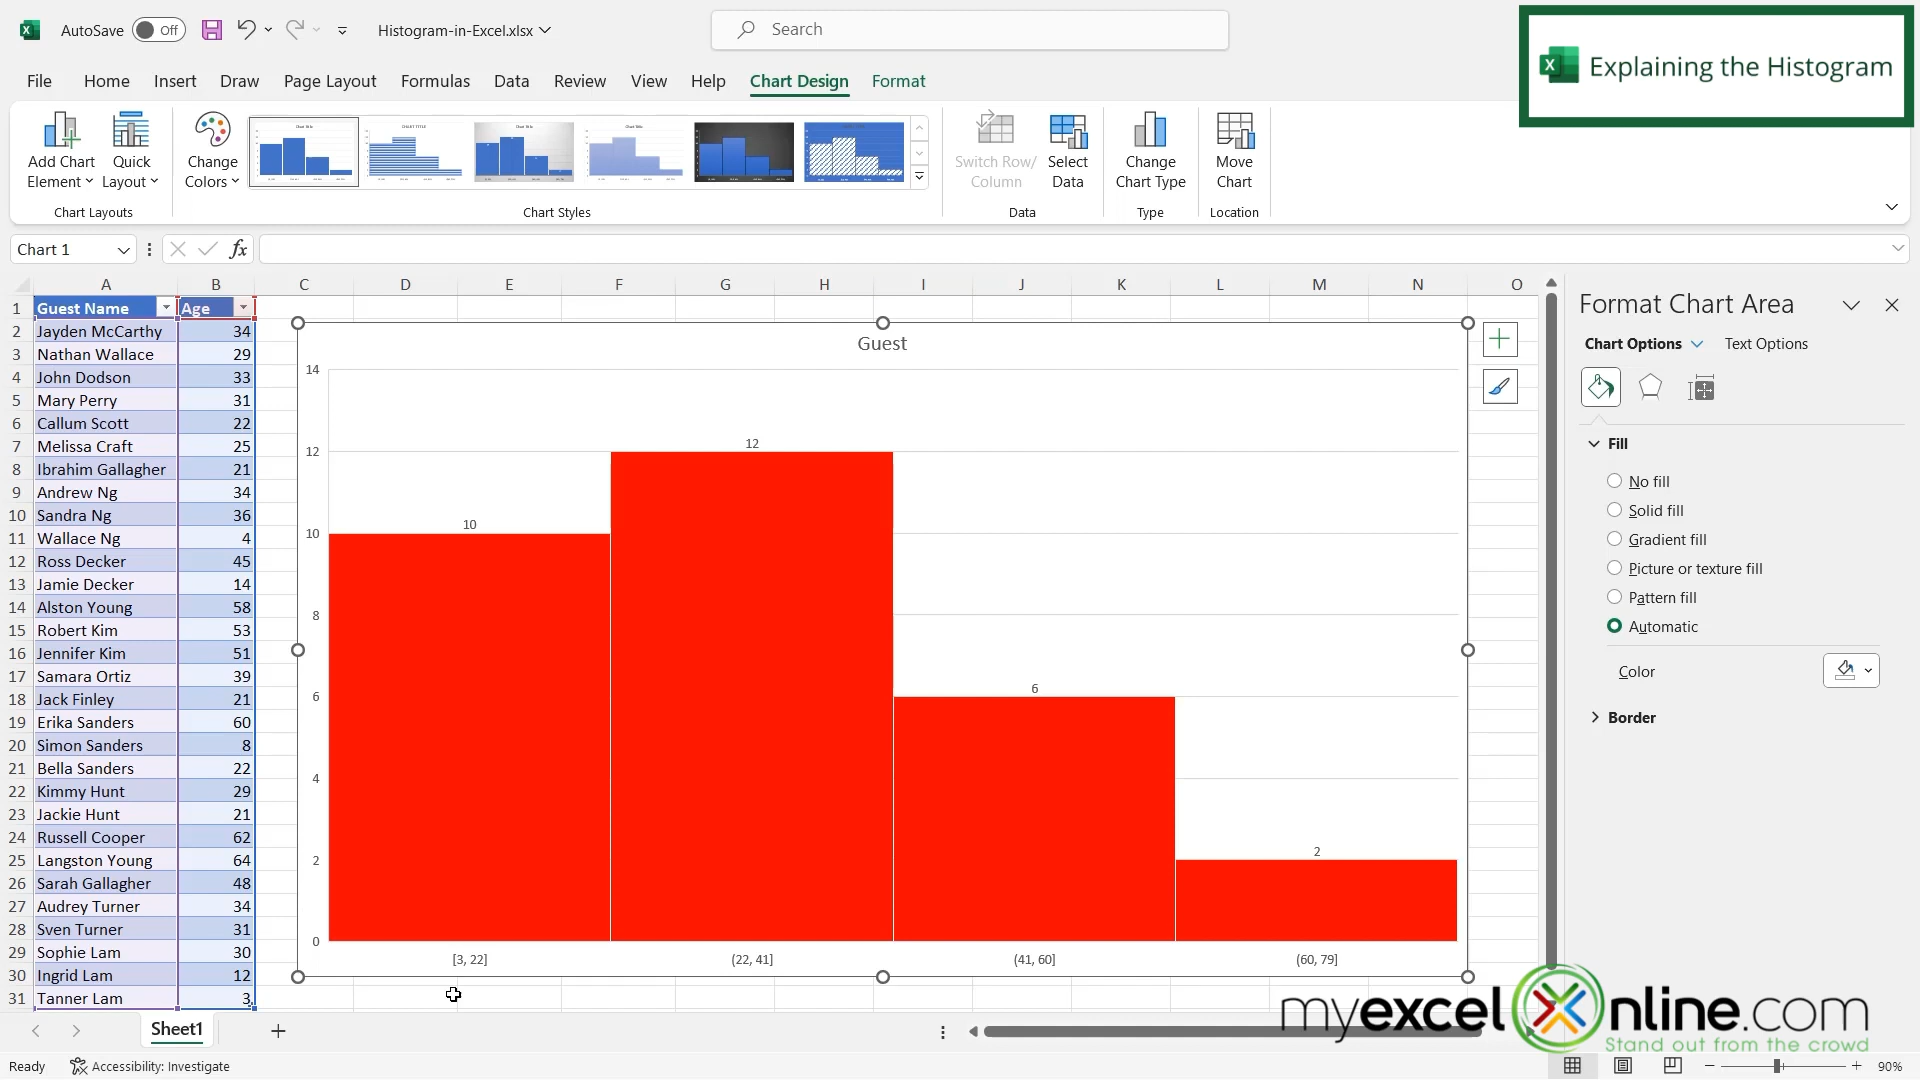 AutoSave Off Histogram-in-Excel.xlsx Search
Explaining the Histogram
File Home Insert Draw Page Layout Formulas Data Review View Help Chart Design Format
Add Chart Element
Quick Layout
Change Colors
Switch Row/ Column
Select Data
Change Chart Type
Move Chart
Chart Layouts Chart Styles Data Type Location
Chart 1 fx
A B C D E F G H I J K L M N O
1 Guest Name Age
2 Jayden McCarthy 34
3 Nathan Wallace 29
4 John Dodson 33
5 Mary Perry 31
6 Callum Scott 22
7 Melissa Craft 25
8 Ibrahim Gallagher 21
9 Andrew Ng 34
10 Sandra Ng 36
11 Wallace Ng 4
12 Ross Decker 45
13 Jamie Decker 14
14 Alston Young 58
15 Robert Kim 53
16 Jennifer Kim 51
17 Samara Ortiz 39
18 Jack Finley 21
19 Erika Sanders 60
20 Simon Sanders 8
21 Bella Sanders 22
22 Kimmy Hunt 29
23 Jackie Hunt 21
24 Russell Cooper 62
25 Langston Young 64
26 Sarah Gallagher 48
27 Audrey Turner 34
28 Sven Turner 31
29 Sophie Lam 30
30 Ingrid Lam 12
31 Tanner Lam 3
Guest
14
12
10
8
6
4
2
0
10
12
6
2
[3, 22] (22, 41] (41, 60] (60, 79]
Format Chart Area
Chart Options Text Options
Fill
No fill
Solid fill
Gradient fill
Picture or texture fill
Pattern fill
Automatic
Color
Border
myexcelOnline.com
Stand out from the crowd
Sheet1
Ready Accessibility: Investigate 90%